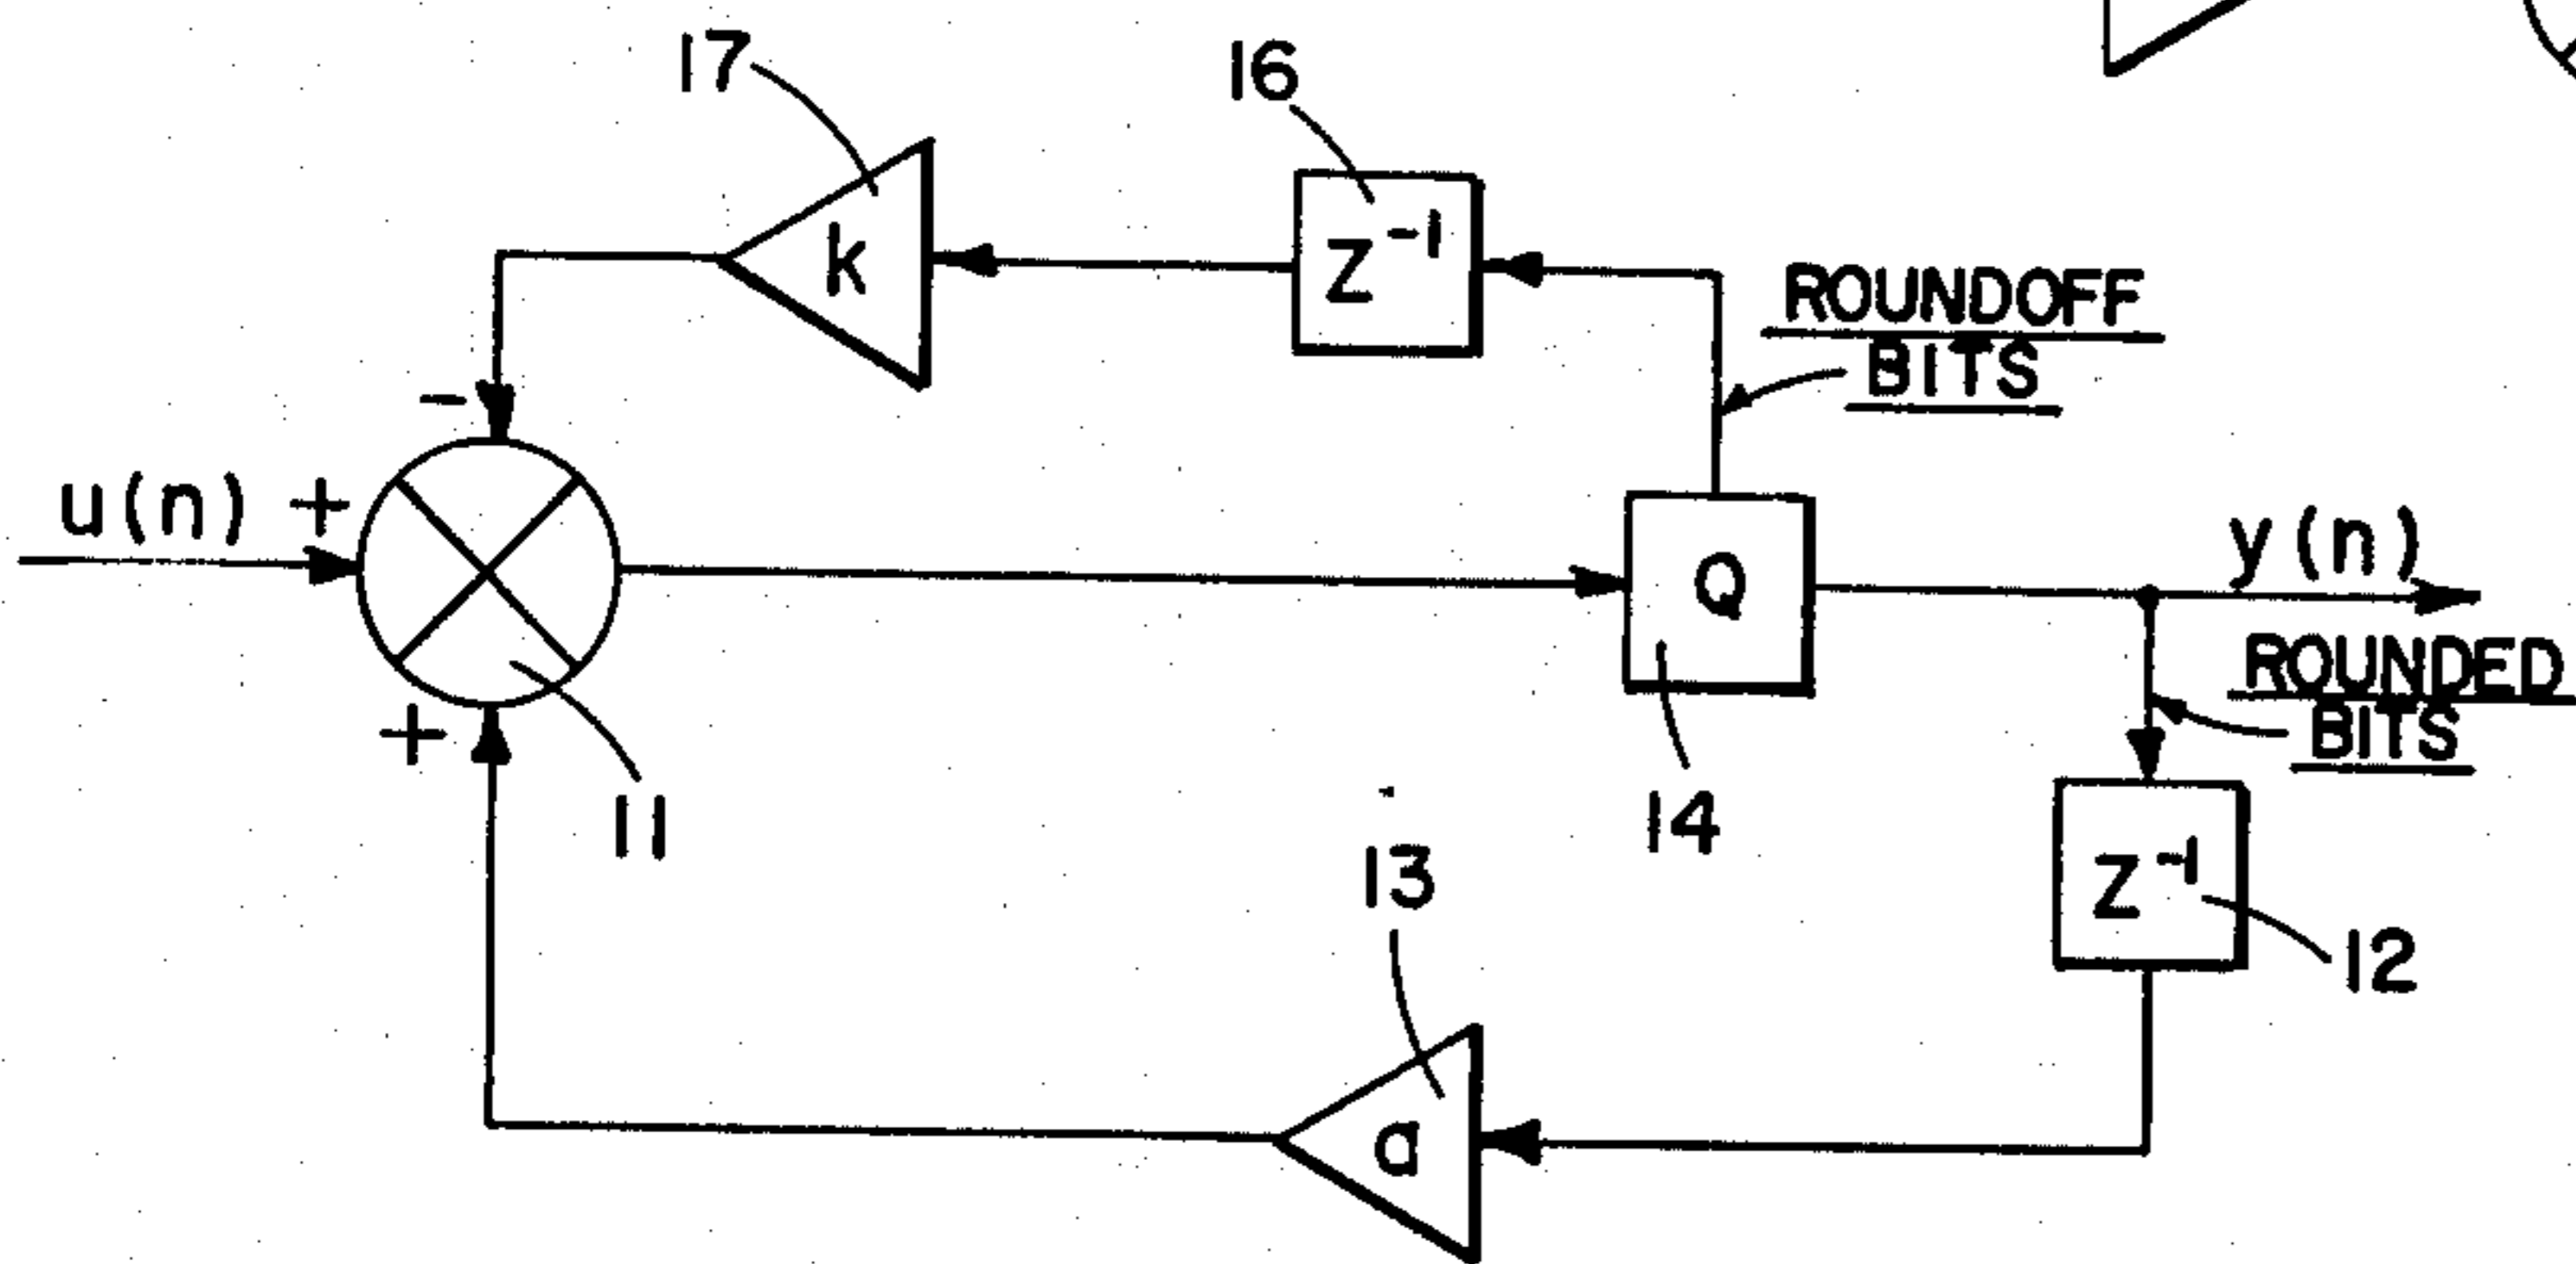 17
16
k
Z⁻¹
ROUNDOFF
BITS
-
u(n) +
Q
y(n)
ROUNDED
BITS
+
11
14
13
Z⁻¹
12
a